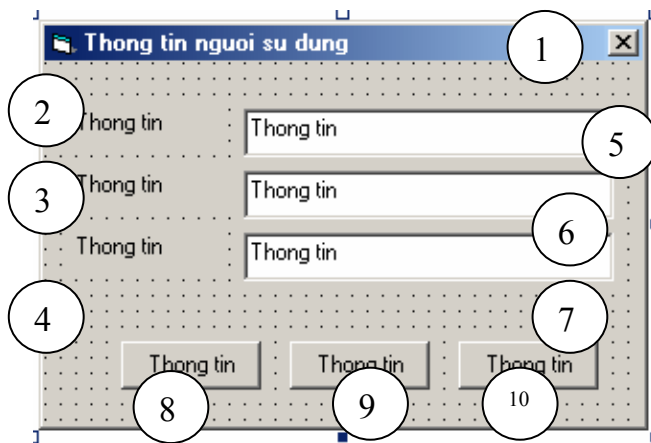 Thong tin nguoi su dung
1
2
Thong tin
Thong tin
5
3
Thong tin
Thong tin
6
Thong tin
Thong tin
4
7
Thong tin
Thong tin
Thong tin
8
9
10